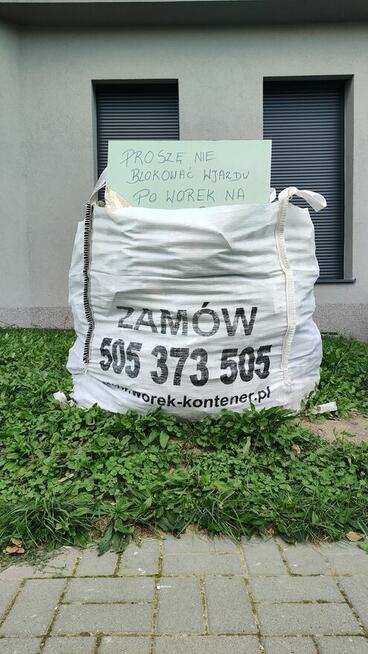 PROSZĘ NIE
BLOKOWAĆ WJAZDU
PO WOREK NA
ZAMÓW
505 373 505
worek-kontener.pl